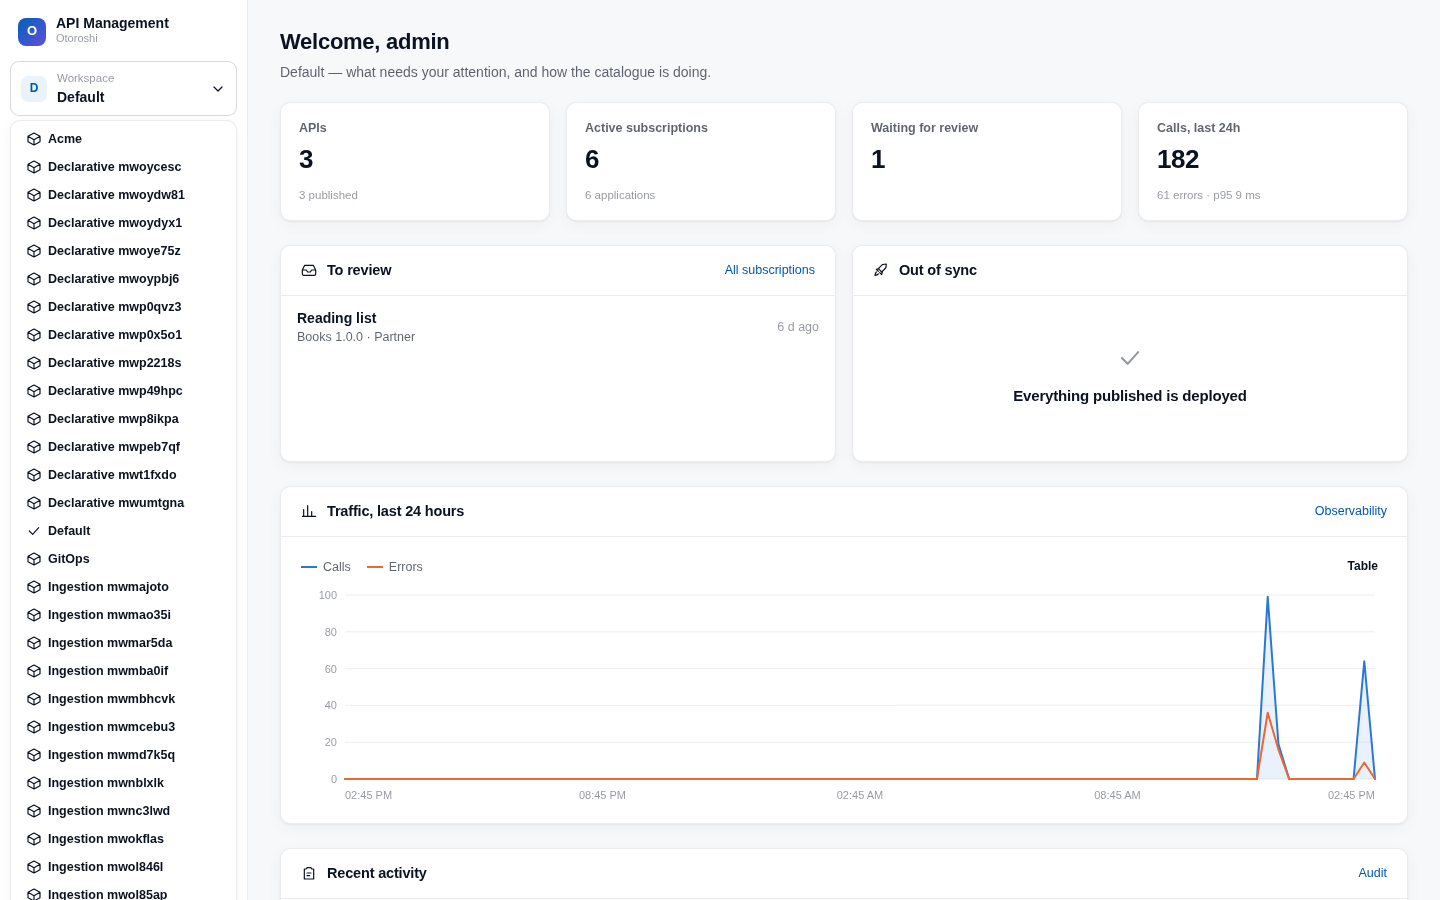 O
API Management
Otoroshi
D
Workspace
Default
Acme
Declarative mwoycesc
Declarative mwoydw81
Declarative mwoydyx1
Declarative mwoye75z
Declarative mwoypbj6
Declarative mwp0qvz3
Declarative mwp0x5o1
Declarative mwp2218s
Declarative mwp49hpc
Declarative mwp8ikpa
Declarative mwpeb7qf
Declarative mwt1fxdo
Declarative mwumtgna
Default
GitOps
Ingestion mwmajoto
Ingestion mwmao35i
Ingestion mwmar5da
Ingestion mwmba0if
Ingestion mwmbhcvk
Ingestion mwmcebu3
Ingestion mwmd7k5q
Ingestion mwnblxlk
Ingestion mwnc3lwd
Ingestion mwokflas
Ingestion mwol846l
Ingestion mwol85ap
Welcome, admin
Default — what needs your attention, and how the catalogue is doing.
APIs
3
3 published
Active subscriptions
6
6 applications
Waiting for review
1
Calls, last 24h
182
61 errors · p95 9 ms
To review
All subscriptions
Reading list
Books 1.0.0 · Partner
6 d ago
Out of sync
Everything published is deployed
Traffic, last 24 hours
Observability
Calls
Errors
Table
100
80
60
40
20
0
02:45 PM
08:45 PM
02:45 AM
08:45 AM
02:45 PM
Recent activity
Audit